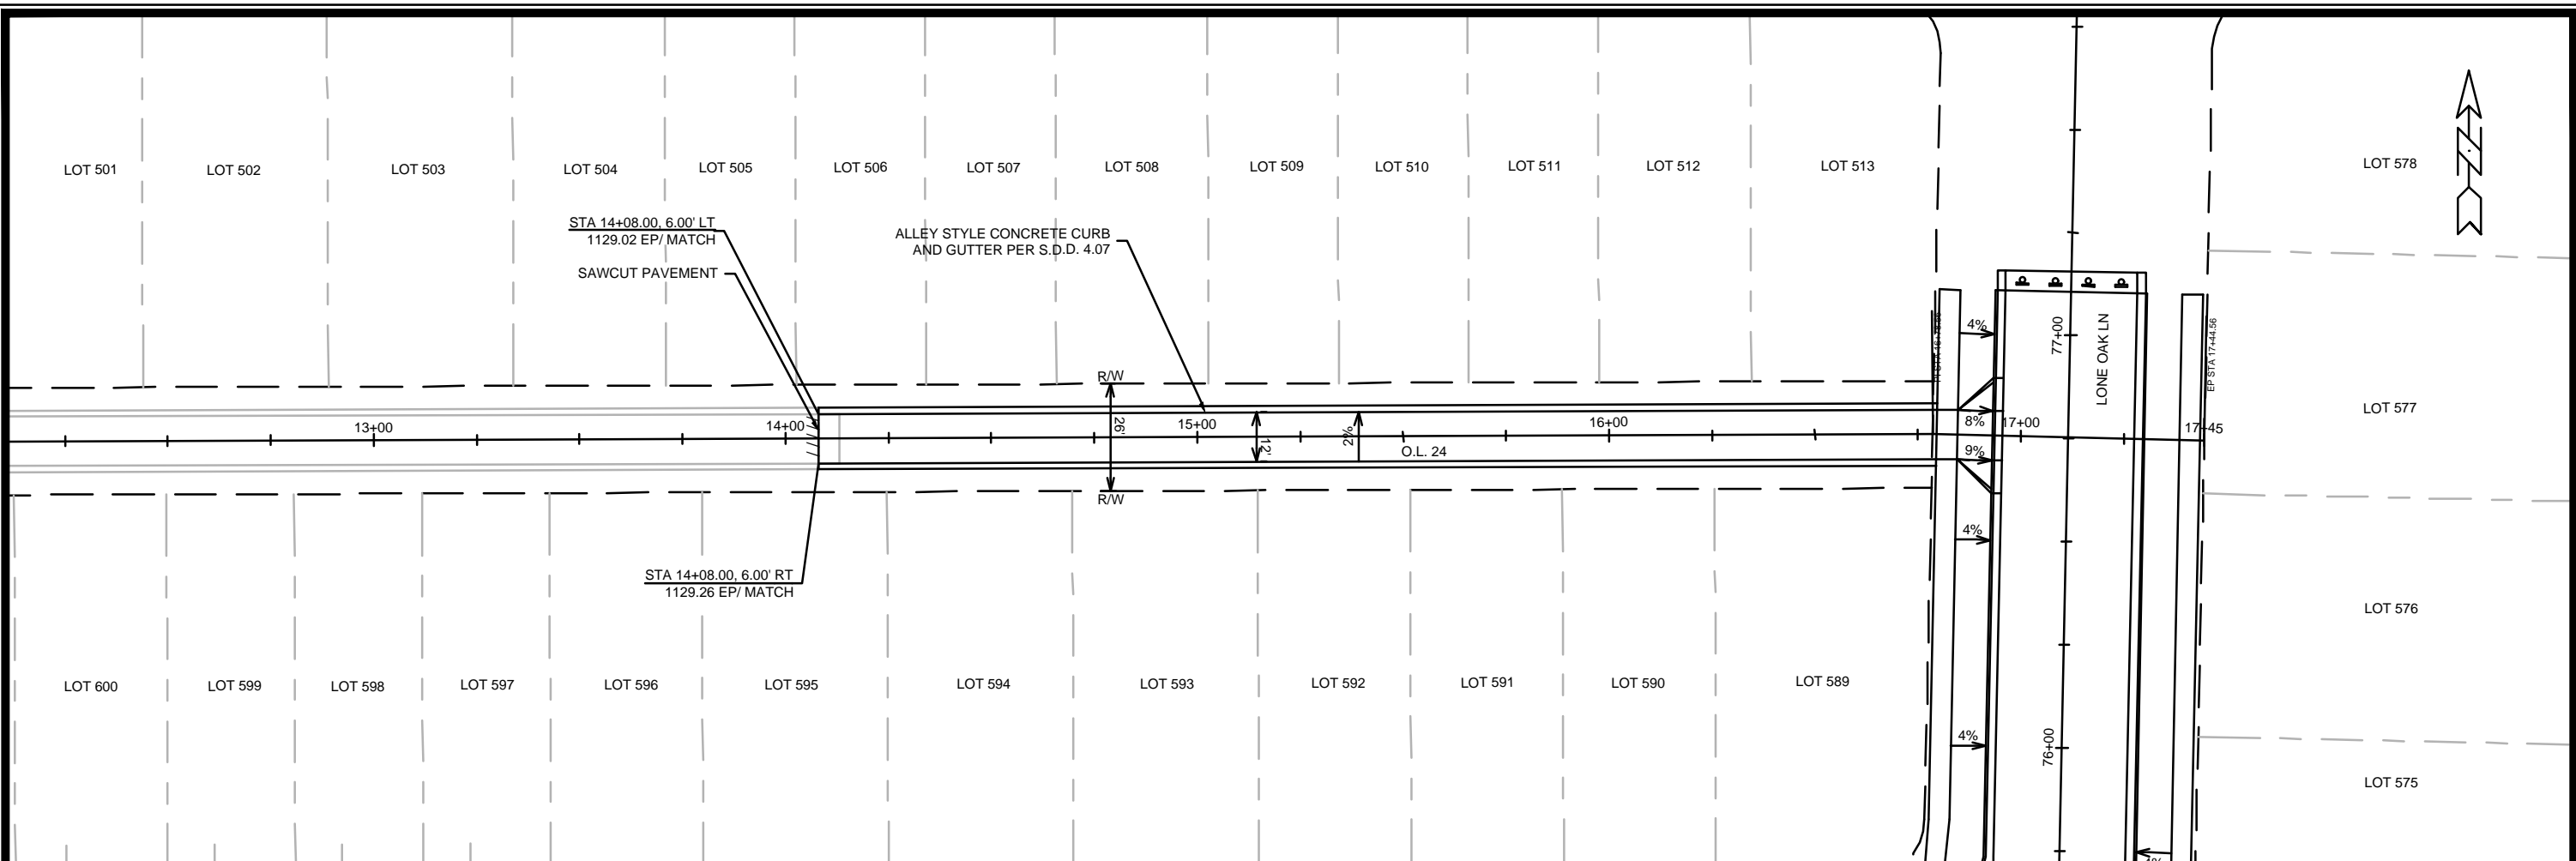 LOT 501
LOT 502
LOT 503
LOT 504
LOT 505
LOT 506
LOT 507
LOT 508
LOT 509
LOT 510
LOT 511
LOT 512
LOT 513
LOT 578
STA 14+08.00, 6.00' LT
1129.02 EP/ MATCH
SAWCUT PAVEMENT
ALLEY STYLE CONCRETE CURB
AND GUTTER PER S.D.D. 4.07
4%
77+00
LONE OAK LN
EP STA 17+44.56
R/W
26'
R/W
13+00
14+00
15+00
12'
2%
O.L. 24
16+00
8%
17+00
17+45
9%
LOT 577
4%
STA 14+08.00, 6.00' RT
1129.26 EP/ MATCH
LOT 576
LOT 600
LOT 599
LOT 598
LOT 597
LOT 596
LOT 595
LOT 594
LOT 593
LOT 592
LOT 591
LOT 590
LOT 589
4%
76+00
LOT 575